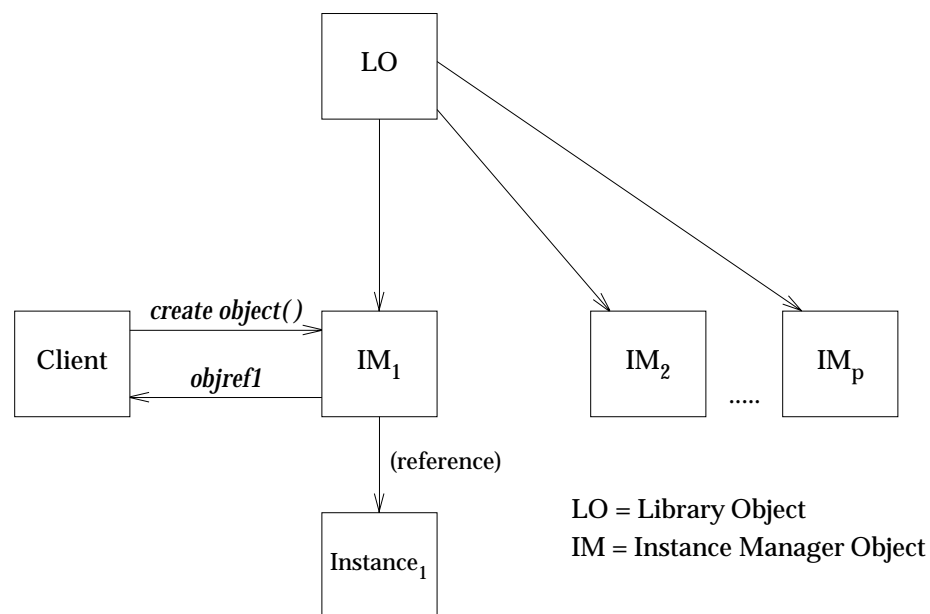 LO
create object()
Client
IM₁
IM₂
.....
IMₚ
objref1
(reference)
LO = Library Object
IM = Instance Manager Object
Instance₁